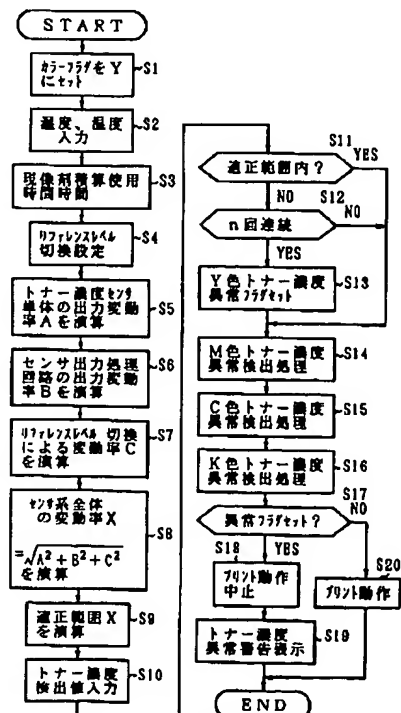 START
カラーフラグをY
にセット
S1
温度、湿度
入力
S2
現像剤積算使用
時間時間
S3
リファレンスレベル
切換設定
S4
トナー濃度センサ
単体の出力変動
率Aを演算
S5
センサ出力処理
回路の出力変動
率Bを演算
S6
リファレンスレベル切換
による変動率C
を演算
S7
センサ系全体
の変動率X
=√A²+B²+C²
を演算
S8
適正範囲X
を演算
S9
トナー濃度
検出値入力
S10
適正範囲内?
S11
YES
NO
n回連続
S12
NO
YES
Y色トナー濃度
異常フラグセット
S13
M色トナー濃度
異常検出処理
S14
C色トナー濃度
異常検出処理
S15
K色トナー濃度
異常検出処理
S16
異常フラグセット?
S17
NO
YES
S18
プリント動作
中止
S20
プリント動作
トナー濃度
異常警告表示
S19
END